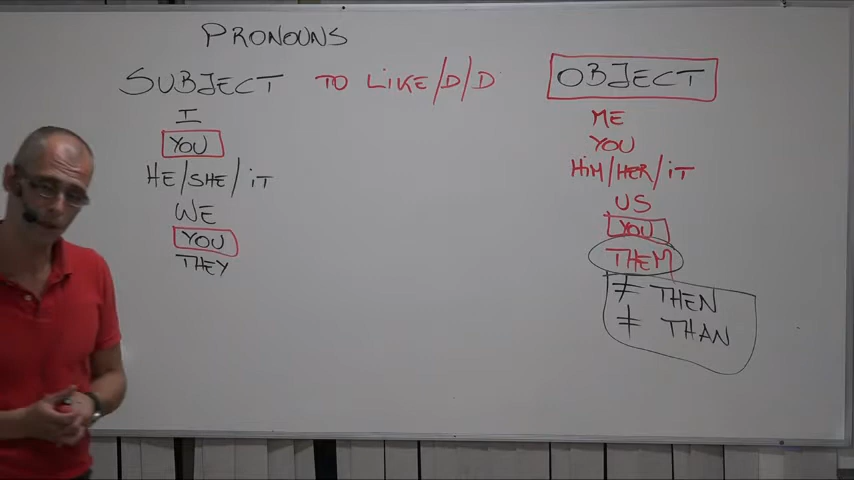 PRONOUNS
SUBJECT TO LIKE/D/D OBJECT
I
YOU
HE/SHE/iT
WE
YOU
THEY
ME
YOU
HiM/HER/iT
US
YOU
THEM
≠ THEN
≠ THAN